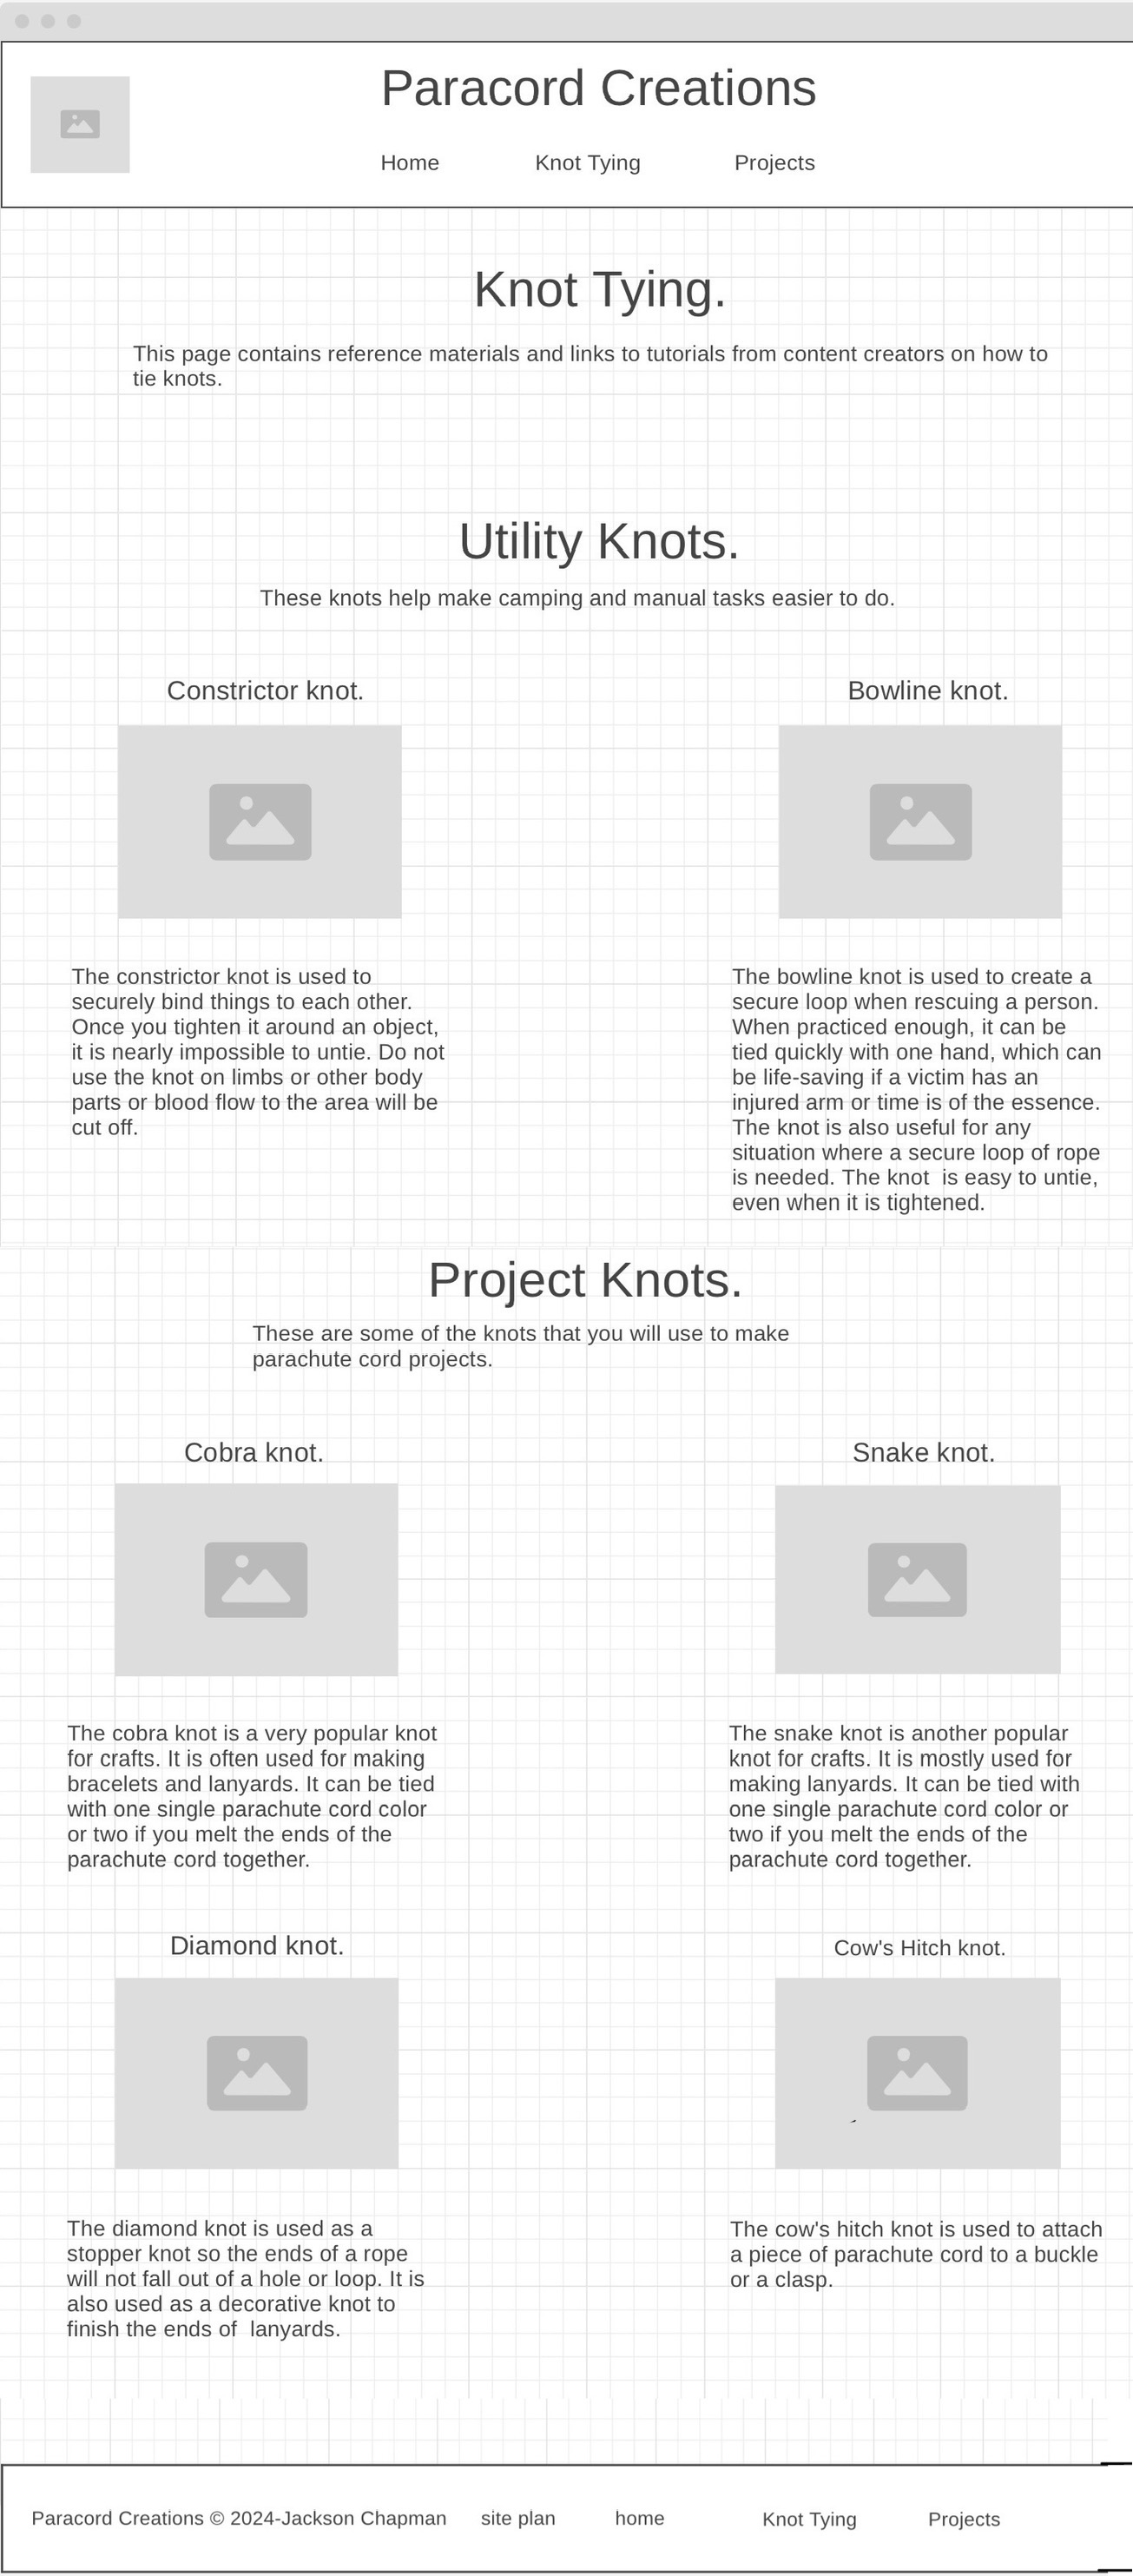 Paracord Creations
Home Knot Tying Projects
Knot Tying.
This page contains reference materials and links to tutorials from content creators on how to
tie knots.
Utility Knots.
These knots help make camping and manual tasks easier to do.
Constrictor knot.
The constrictor knot is used to
securely bind things to each other.
Once you tighten it around an object,
it is nearly impossible to untie. Do not
use the knot on limbs or other body
parts or blood flow to the area will be
cut off.
Bowline knot.
The bowline knot is used to create a
secure loop when rescuing a person.
When practiced enough, it can be
tied quickly with one hand, which can
be life-saving if a victim has an
injured arm or time is of the essence.
The knot is also useful for any
situation where a secure loop of rope
is needed. The knot  is easy to untie,
even when it is tightened.
Project Knots.
These are some of the knots that you will use to make
parachute cord projects.
Cobra knot.
The cobra knot is a very popular knot
for crafts. It is often used for making
bracelets and lanyards. It can be tied
with one single parachute cord color
or two if you melt the ends of the
parachute cord together.
Snake knot.
The snake knot is another popular
knot for crafts. It is mostly used for
making lanyards. It can be tied with
one single parachute cord color or
two if you melt the ends of the
parachute cord together.
Diamond knot.
The diamond knot is used as a
stopper knot so the ends of a rope
will not fall out of a hole or loop. It is
also used as a decorative knot to
finish the ends of  lanyards.
Cow's Hitch knot.
The cow's hitch knot is used to attach
a piece of parachute cord to a buckle
or a clasp.
Paracord Creations © 2024-Jackson Chapman site plan home Knot Tying Projects